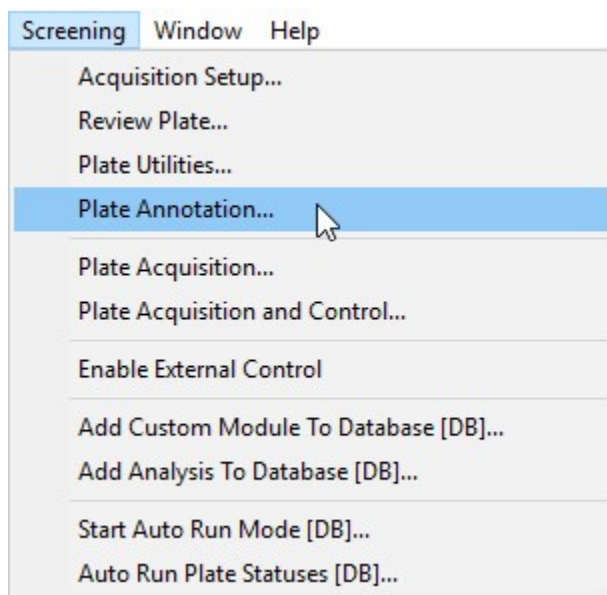 Screening Window Help
Acquisition Setup...
Review Plate...
Plate Utilities...
Plate Annotation...
Plate Acquisition...
Plate Acquisition and Control...
Enable External Control
Add Custom Module To Database [DB]...
Add Analysis To Database [DB]...
Start Auto Run Mode [DB]...
Auto Run Plate Statuses [DB]...